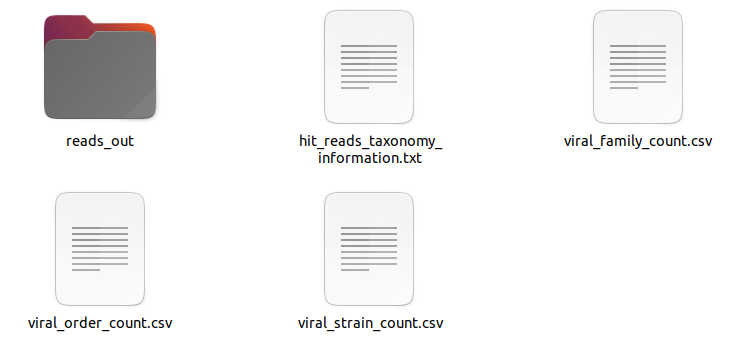 reads_out
hit_reads_taxonomy_
information.txt
viral_family_count.csv
viral_order_count.csv
viral_strain_count.csv